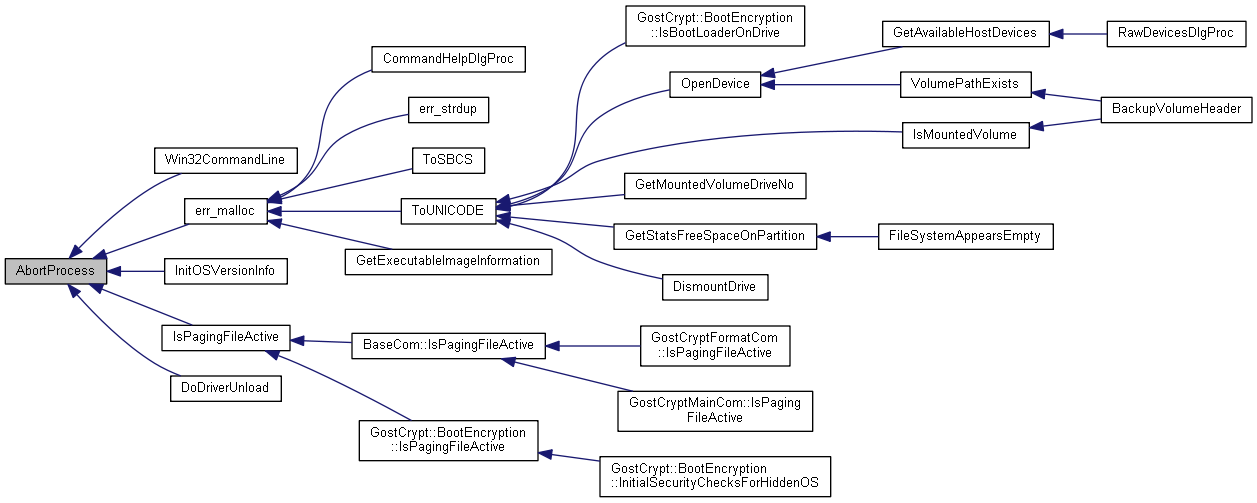 GostCrypt::BootEncryption
::IsBootLoaderOnDrive
GetAvailableHostDevices
RawDevicesDlgProc
CommandHelpDlgProc
OpenDevice
VolumePathExists
err_strdup
BackupVolumeHeader
IsMountedVolume
Win32CommandLine
ToSBCS
GetMountedVolumeDriveNo
err_malloc
ToUNICODE
GetStatsFreeSpaceOnPartition
FileSystemAppearsEmpty
GetExecutableImageInformation
AbortProcess
InitOSVersionInfo
DismountDrive
IsPagingFileActive
BaseCom::IsPagingFileActive
GostCryptFormatCom
::IsPagingFileActive
DoDriverUnload
GostCryptMainCom::IsPaging
FileActive
GostCrypt::BootEncryption
::IsPagingFileActive
GostCrypt::BootEncryption
::InitialSecurityChecksForHiddenOS